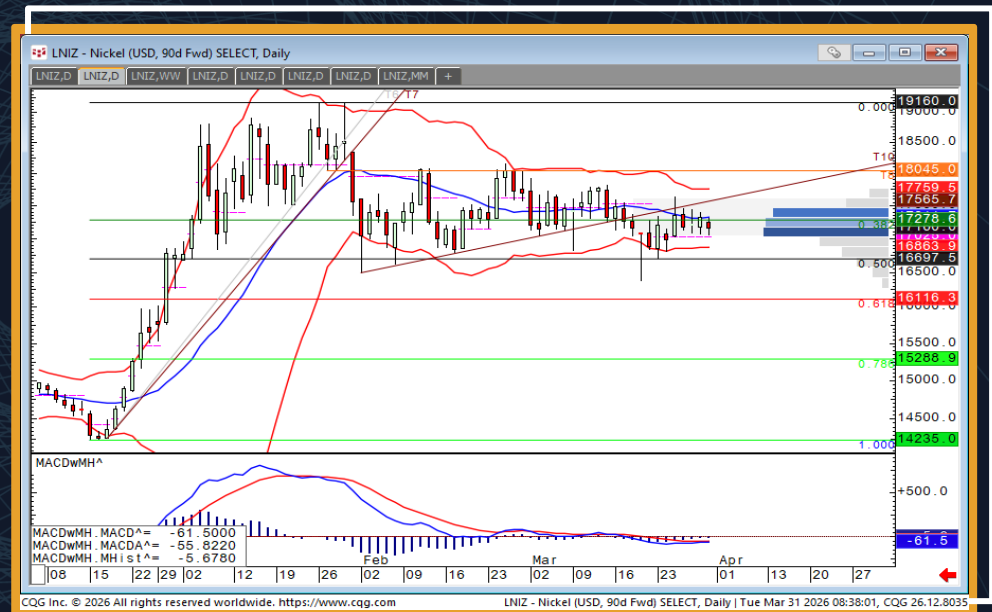 LNIZ - Nickel (USD, 90d Fwd) SELECT, Daily
LNIZ,D LNIZ,D LNIZ,WW LNIZ,D LNIZ,D LNIZ,D LNIZ,D LNIZ,MM +
T7
19160.0
0.000
18500.0
T10
18045.0
17759.5
17565.7
17278.6
0.382
16863.9
16697.5
0.500
16500.0
16116.3
0.618
15500.0
15288.9
0.786
15000.0
14500.0
14235.0
1.000
MACDwMH^
+500.0
MACDwMH.MACD^= -61.5000
MACDwMH.MACDA^= -55.8220
MACDwMH.MHist^= -5.6780
-61.5
Feb Mar Apr
08 15 22 29 02 12 19 26 02 09 16 23 02 09 16 23 01 13 20 27
CQG Inc. © 2026 All rights reserved worldwide. https://www.cqg.com LNIZ - Nickel (USD, 90d Fwd) SELECT, Daily | Tue Mar 31 2026 08:38:01, CQG 26.12.8035